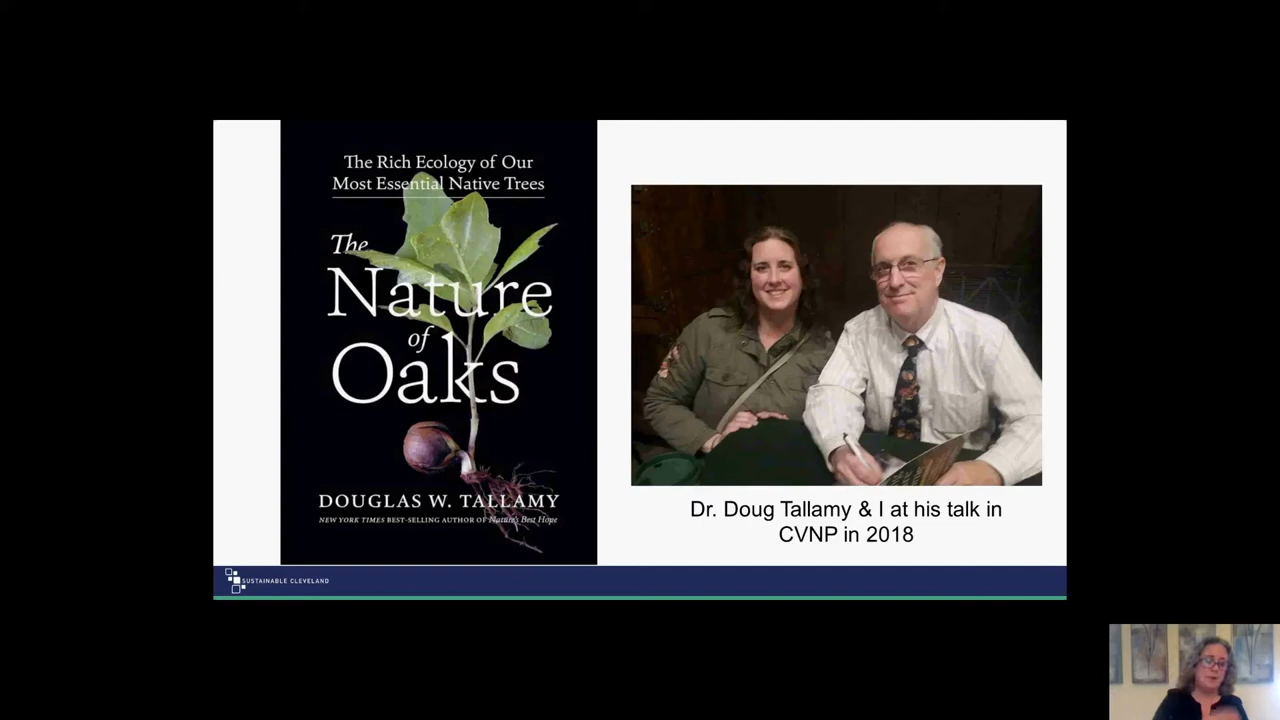 The Rich Ecology of Our
Most Essential Native Trees
The
Nature
of
Oaks
DOUGLAS W. TALLAMY
NEW YORK TIMES BEST-SELLING AUTHOR OF Nature's Best Hope
Dr. Doug Tallamy & I at his talk in
CVNP in 2018
SUSTAINABLE CLEVELAND